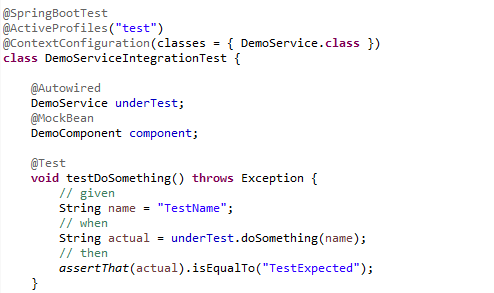 @SpringBootTest
@ActiveProfiles("test")
@ContextConfiguration(classes = { DemoService.class })
class DemoServiceIntegrationTest {
@Autowired
DemoService underTest;
@MockBean
DemoComponent component;
@Test
void testDoSomething() throws Exception {
// given
String name = "TestName";
// when
String actual = underTest.doSomething(name);
// then
assertThat(actual).isEqualTo("TestExpected");
}